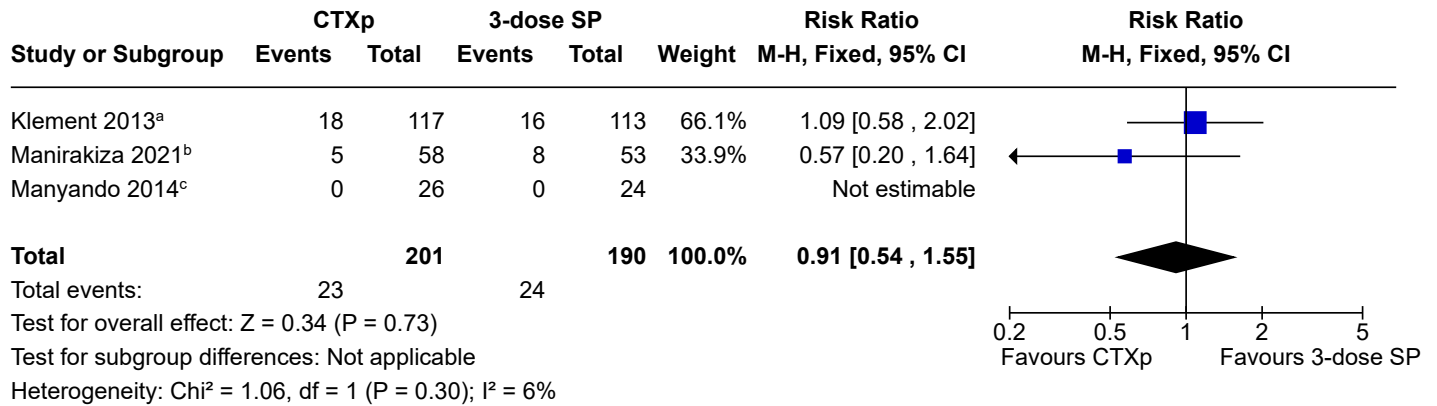 CTXp 3-dose SP Risk Ratio Risk Ratio
Study or Subgroup Events Total Events Total Weight M-H, Fixed, 95% CI M-H, Fixed, 95% CI
Klement 2013ᵃ 18 117 16 113 66.1% 1.09 [0.58 , 2.02]
Manirakiza 2021ᵇ 5 58 8 53 33.9% 0.57 [0.20 , 1.64]
Manyando 2014ᶜ 0 26 0 24 Not estimable
Total 201 190 100.0% 0.91 [0.54 , 1.55]
Total events: 23 24
Test for overall effect: Z = 0.34 (P = 0.73)
0.2 0.5 1 2 5
Test for subgroup differences: Not applicable
Favours CTXp Favours 3-dose SP
Heterogeneity: Chi² = 1.06, df = 1 (P = 0.30); I² = 6%